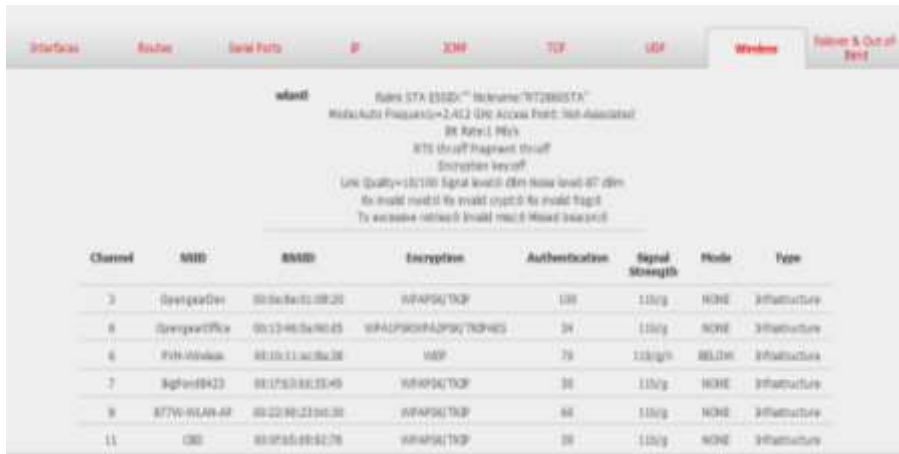 Interfaces Routes Serial Ports IP ICMP TCP UDP Wireless Failover & Out of Band
wlan0 Ralink STA ESSID:"" Nickname:"RT2860STA"
Mode:Auto Frequency=2.412 GHz Access Point: Not-Associated
Bit Rate:1 Mb/s
RTS thr:off Fragment thr:off
Encryption key:off
Link Quality=10/100 Signal level:0 dBm Noise level:-87 dBm
Rx invalid nwid:0 Rx invalid crypt:0 Rx invalid frag:0
Tx excessive retries:0 Invalid misc:0 Missed beacon:0
Channel SSID BSSID Encryption Authentication Signal Strength Mode Type
3 OpengearDev WPAPSK/TKIP 100 11b/g NONE Infrastructure
6 OpengearOffice WPA1PSKWPA2PSK/TKIPAES 34 11b/g NONE Infrastructure
6 WEP 70 11b/g/n BELOW Infrastructure
7 WPAPSK/TKIP 11b/g NONE Infrastructure
9 WPAPSK/TKIP 60 11b/g NONE Infrastructure
11 WPAPSK/TKIP 11b/g NONE Infrastructure